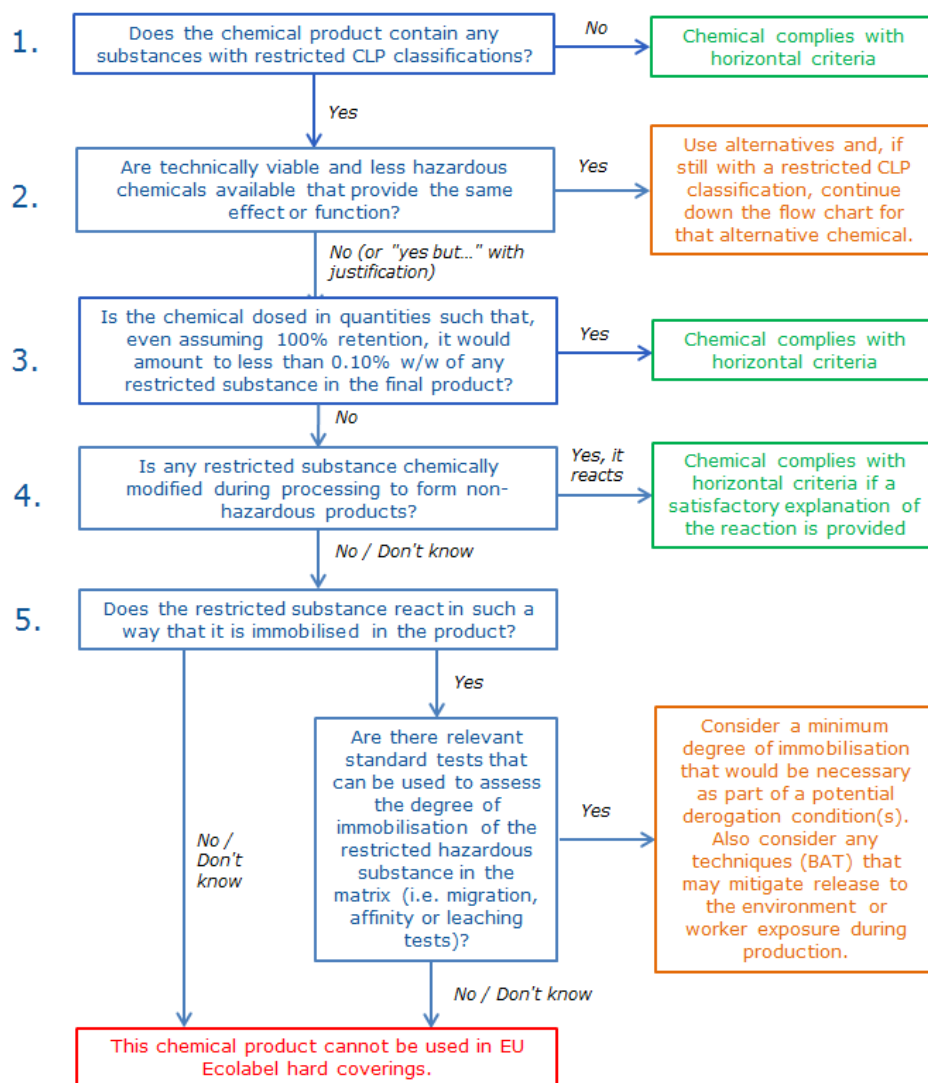 1.
Does the chemical product contain any
substances with restricted CLP classifications?
No
Chemical complies with
horizontal criteria
Yes
2.
Are technically viable and less hazardous
chemicals available that provide the same
effect or function?
Yes
Use alternatives and, if
still with a restricted CLP
classification, continue
down the flow chart for
that alternative chemical.
No (or "yes but..." with
justification)
3.
Is the chemical dosed in quantities such that,
even assuming 100% retention, it would
amount to less than 0.10% w/w of any
restricted substance in the final product?
Yes
Chemical complies with
horizontal criteria
No
4.
Is any restricted substance chemically
modified during processing to form non-
hazardous products?
Yes, it
reacts
Chemical complies with
horizontal criteria if a
satisfactory explanation of
the reaction is provided
No / Don't know
5.
Does the restricted substance react in such a
way that it is immobilised in the product?
Yes
Are there relevant
standard tests that
can be used to assess
the degree of
immobilisation of the
restricted hazardous
substance in the
matrix (i.e. migration,
affinity or leaching
tests)?
Yes
Consider a minimum
degree of immobilisation
that would be necessary
as part of a potential
derogation condition(s).
Also consider any
techniques (BAT) that
may mitigate release to
the environment or
worker exposure during
production.
No /
Don't
know
No / Don't know
This chemical product cannot be used in EU
Ecolabel hard coverings.